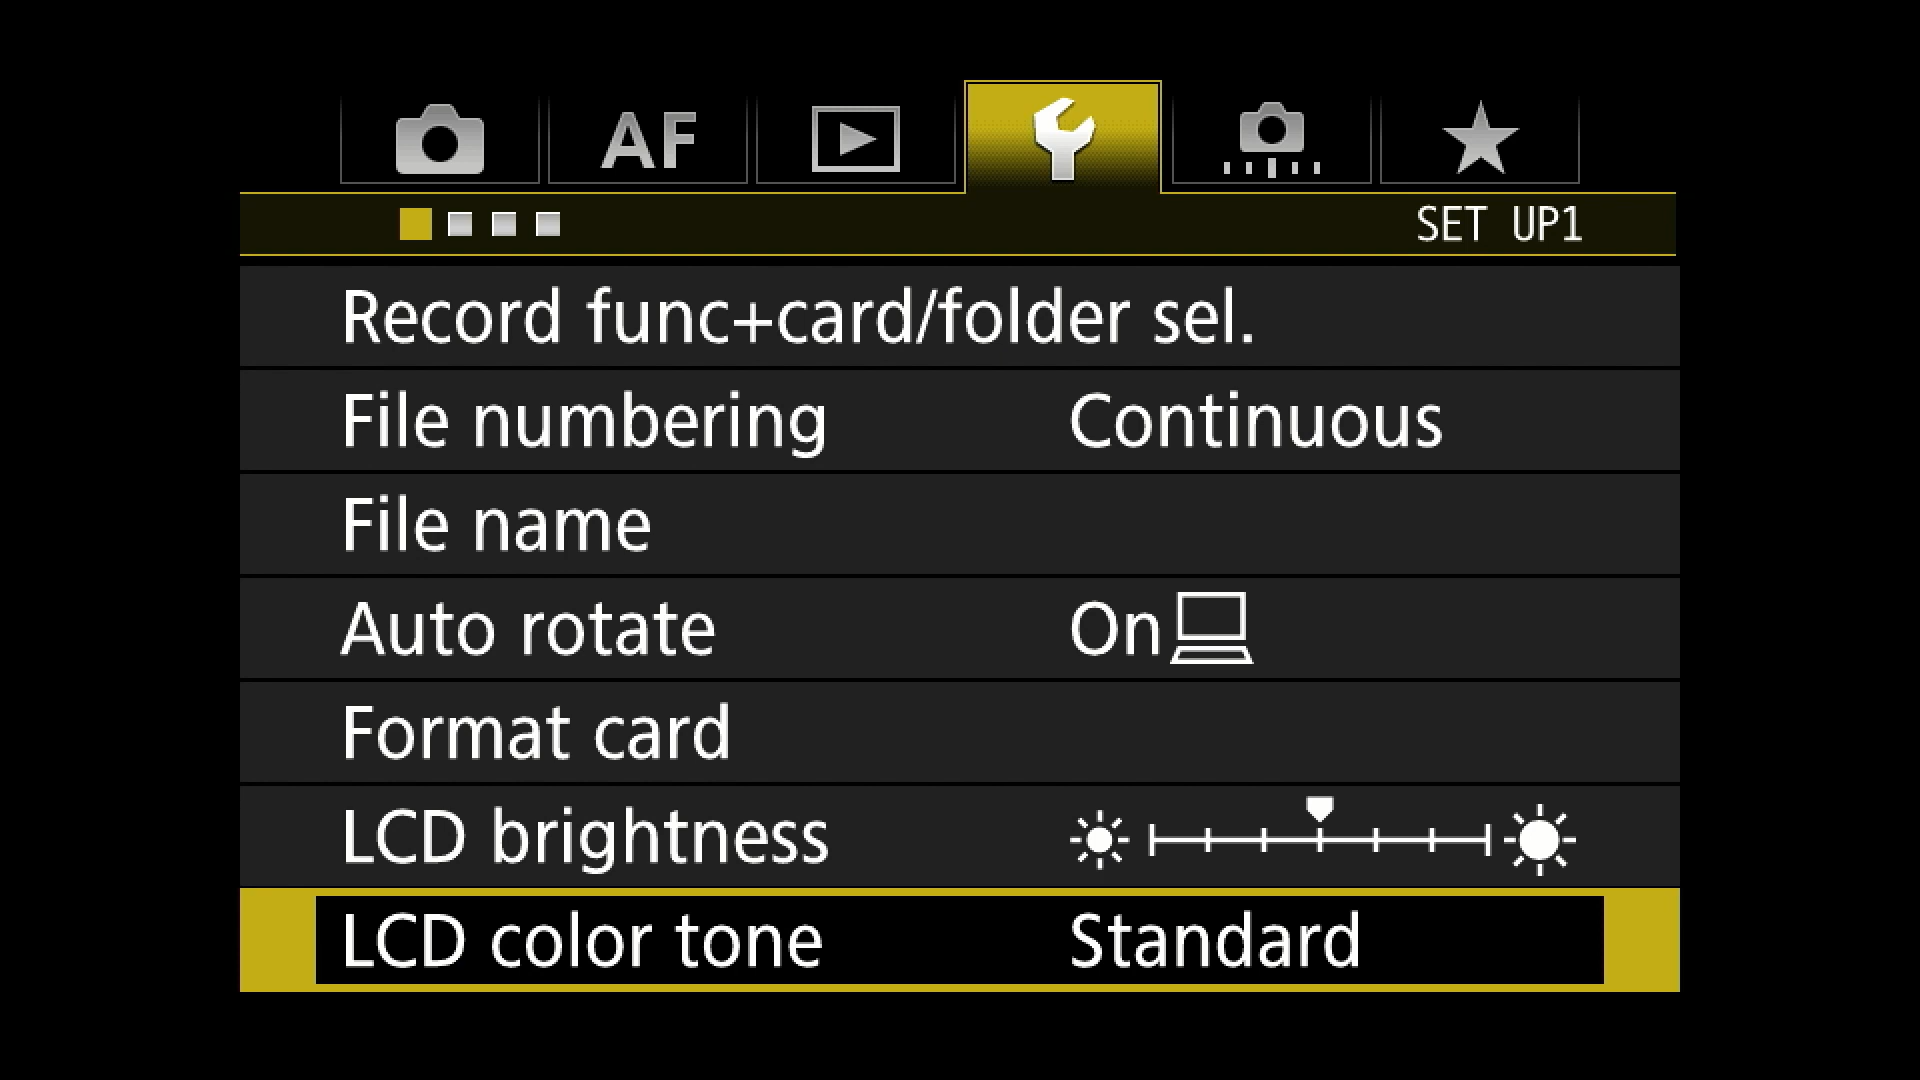 AF
SET UP1
Record func+card/folder sel.
File numbering Continuous
File name
Auto rotate On
Format card
LCD brightness
LCD color tone Standard